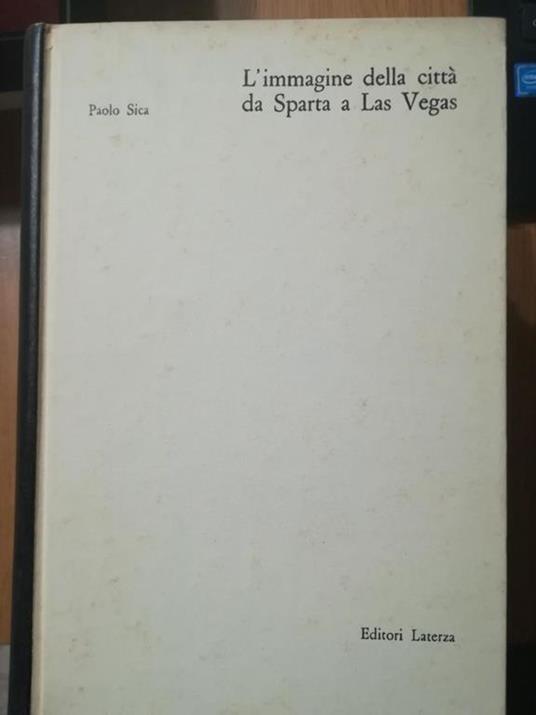 L'immagine della città
da Sparta a Las Vegas
Paolo Sica
Editori Laterza